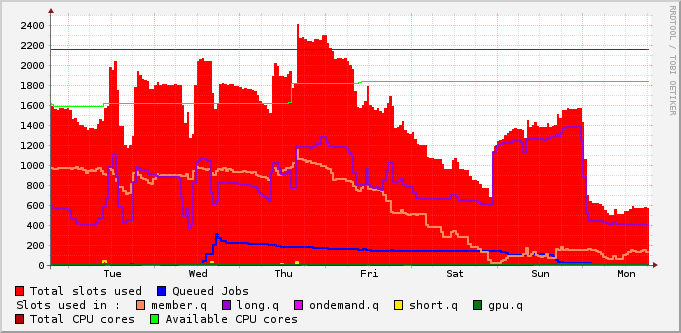 RRDTOOL / TOBI OETIKER
2400
2200
2000
1800
1600
1400
1200
1000
800
600
400
200
0
Tue Wed Thu Fri Sat Sun Mon
Total slots used Queued Jobs
Slots used in : member.q long.q ondemand.q short.q gpu.q
Total CPU cores Available CPU cores